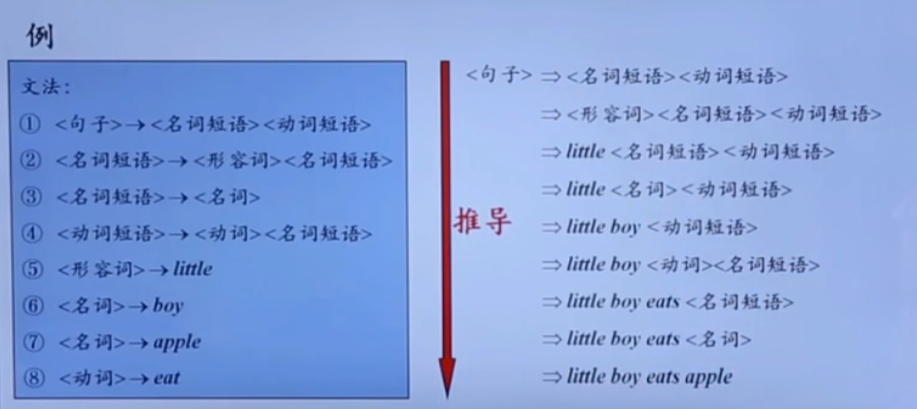 例
文法：
① <句子>→<名词短语><动词短语>
② <名词短语>→<形容词><名词短语>
③ <名词短语>→<名词>
④ <动词短语>→<动词><名词短语>
⑤ <形容词>→little
⑥ <名词>→boy
⑦ <名词>→apple
⑧ <动词>→eat
推导
<句子> ⇒<名词短语><动词短语>
⇒<形容词><名词短语><动词短语>
⇒little <名词短语><动词短语>
⇒little <名词><动词短语>
⇒little boy <动词短语>
⇒little boy <动词><名词短语>
⇒little boy eats <名词短语>
⇒little boy eats <名词>
⇒little boy eats apple